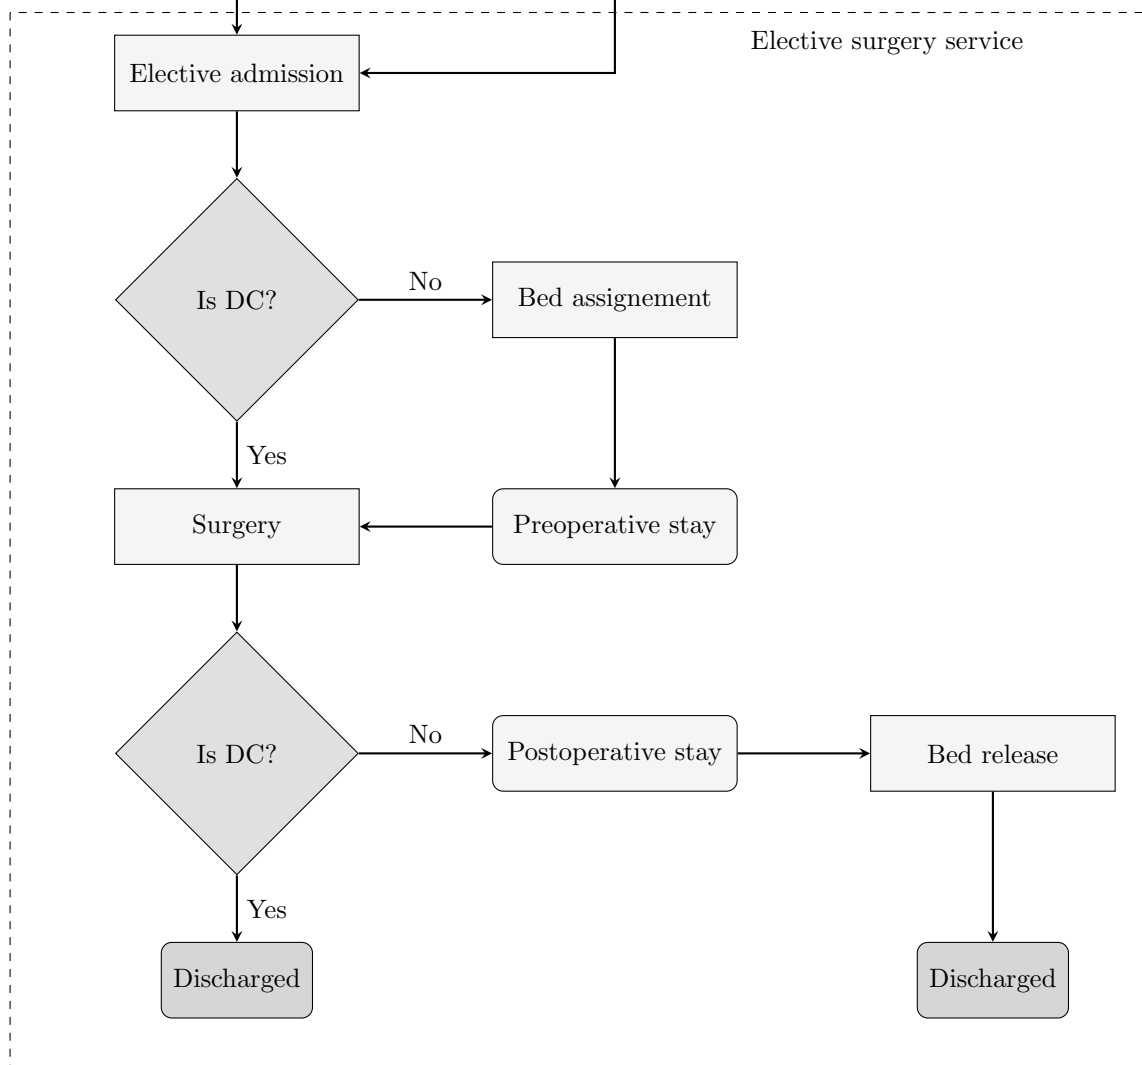 Elective surgery service
Elective admission
Is DC?
No
Bed assignement
Yes
Surgery
Preoperative stay
Is DC?
No
Postoperative stay
Bed release
Yes
Discharged
Discharged